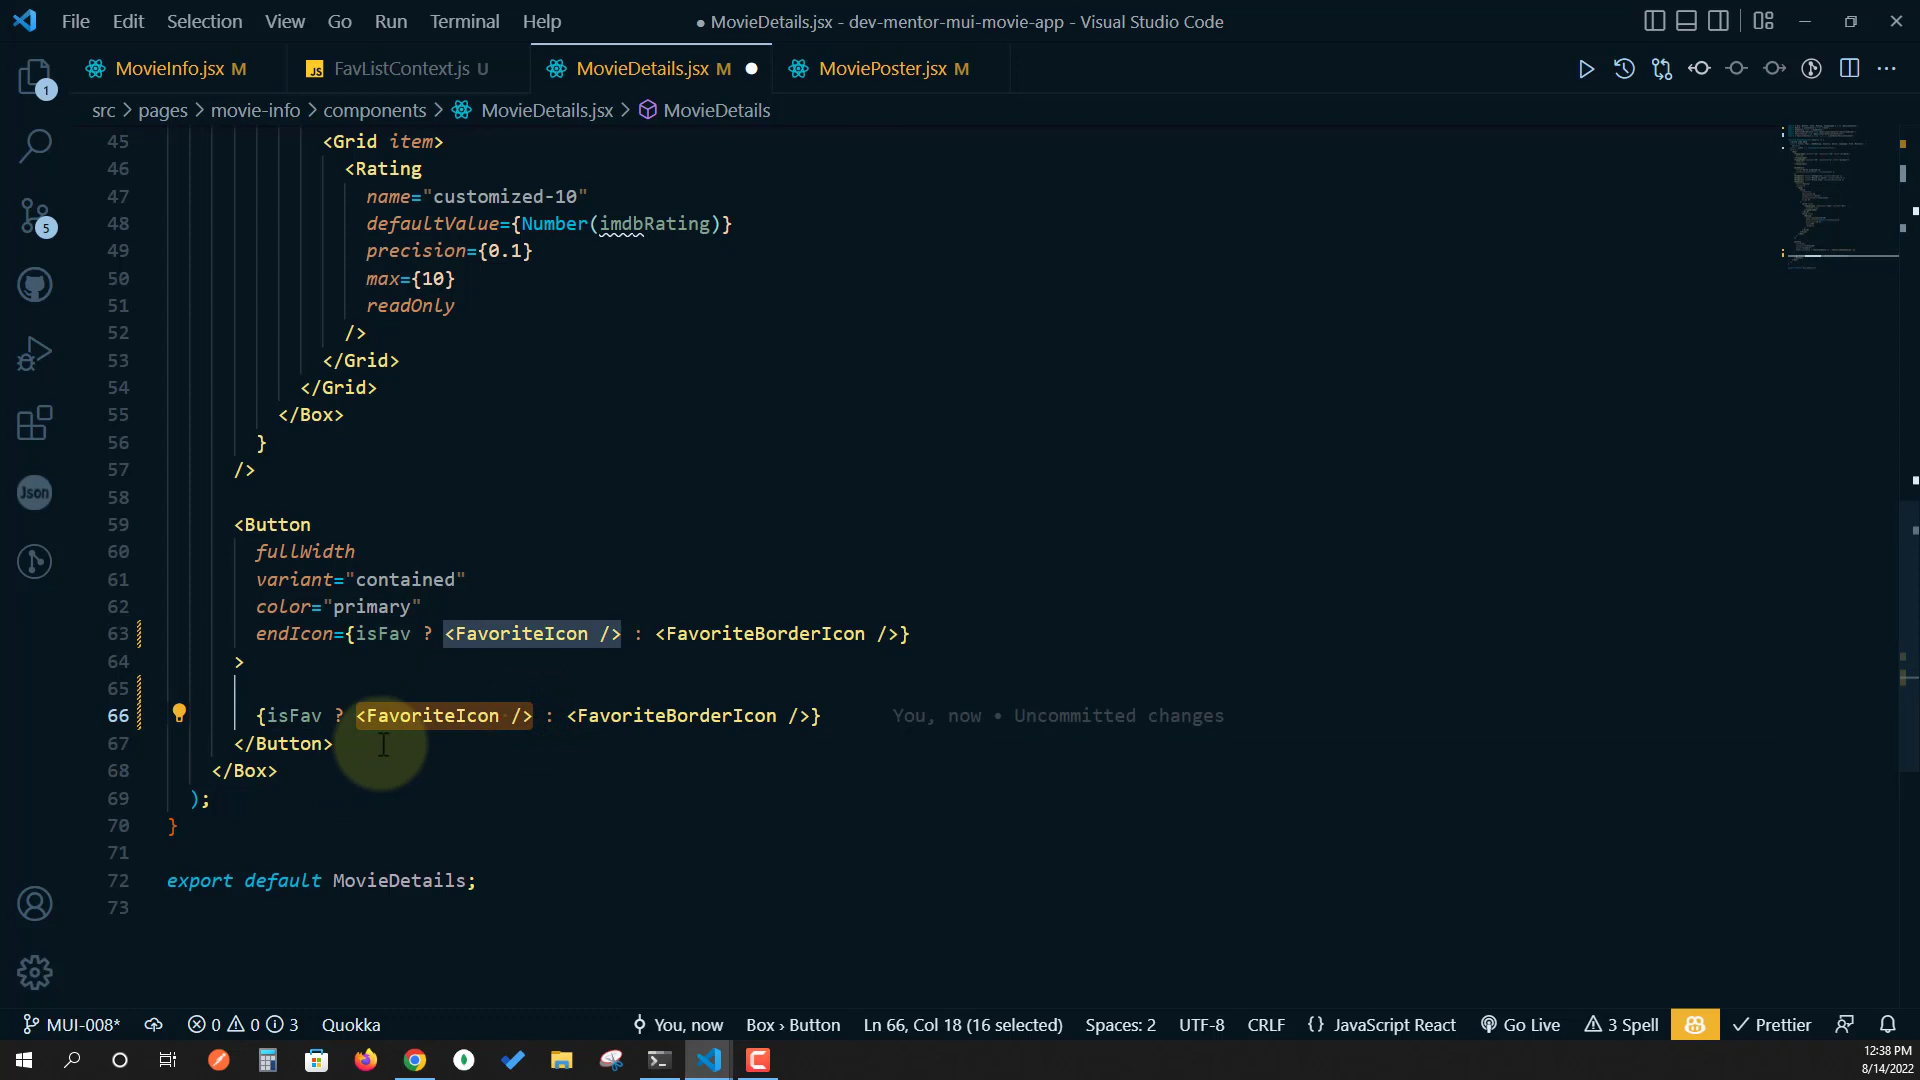 File Edit Selection View Go Run Terminal Help
● MovieDetails.jsx - dev-mentor-mui-movie-app - Visual Studio Code
MovieInfo.jsx M
JS FavListContext.js U
MovieDetails.jsx M
MoviePoster.jsx M
src > pages > movie-info > components > MovieDetails.jsx > MovieDetails
45 <Grid item>
46 <Rating
47 name="customized-10"
48 defaultValue={Number(imdbRating)}
49 precision={0.1}
50 max={10}
51 readOnly
52 />
53 </Grid>
54 </Grid>
55 </Box>
56 }
57 />
58
59 <Button
60 fullWidth
61 variant="contained"
62 color="primary"
63 endIcon={isFav ? <FavoriteIcon /> : <FavoriteBorderIcon />}
64 >
65
66 {isFav ? <FavoriteIcon /> : <FavoriteBorderIcon />} You, now • Uncommitted changes
67 </Button>
68 </Box>
69 );
70 }
71
72 export default MovieDetails;
73
1
5
Json
MUI-008* 0 0 3 Quokka You, now Box › Button Ln 66, Col 18 (16 selected) Spaces: 2 UTF-8 CRLF {} JavaScript React Go Live 3 Spell Prettier
12:38 PM
8/14/2022